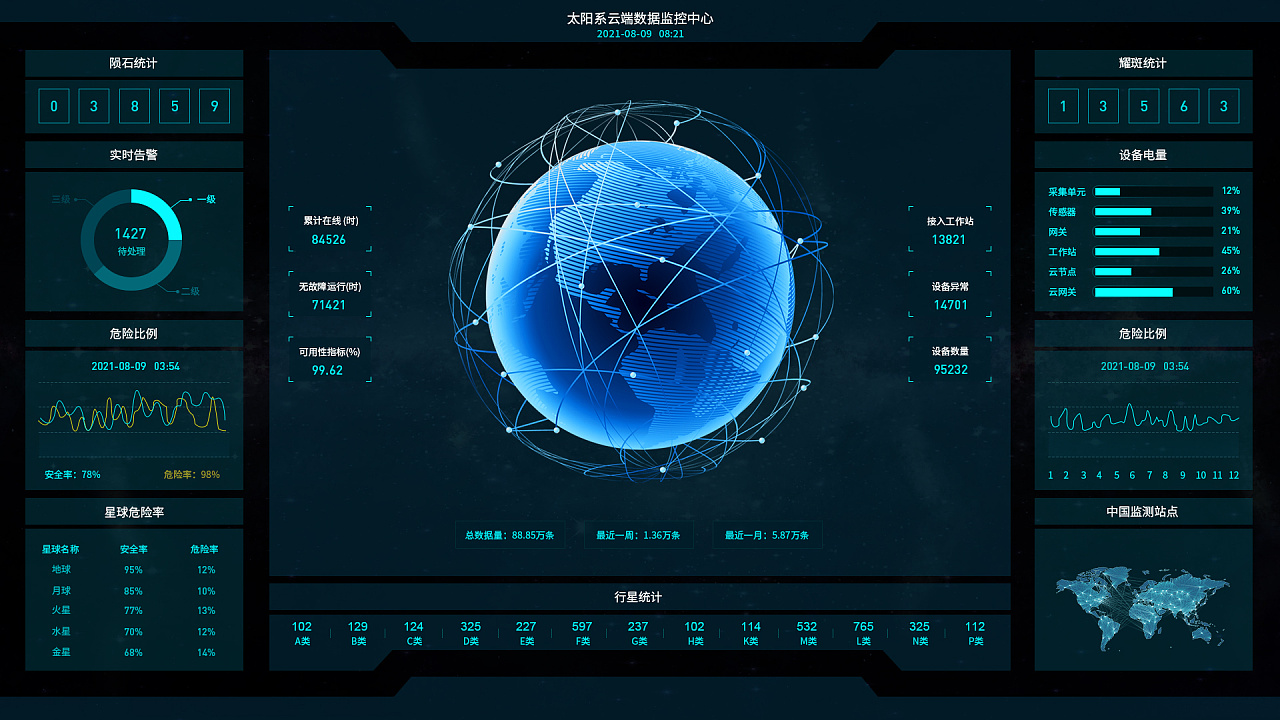 太阳系云端数据监控中心
2021-08-09 08:21
陨石统计
0 3 8 5 9
实时告警
三级
一级
1427
待处理
二级
危险比例
2021-08-09 03:54
安全率：78% 危险率：98%
星球危险率
星球名称 安全率 危险率
地球 95% 12%
月球 85% 10%
火星 77% 13%
水星 70% 12%
金星 68% 14%
累计在线 (时)
84526
无故障运行(时)
71421
可用性指标(%)
99.62
接入工作站
13821
设备异常
14701
设备数量
95232
总数据量：88.85万条 最近一周：1.36万条 最近一月：5.87万条
行星统计
102 129 124 325 227 597 237 102 114 532 765 325 112
A类 B类 C类 D类 E类 F类 G类 H类 K类 M类 L类 N类 P类
耀斑统计
1 3 5 6 3
设备电量
采集单元 12%
传感器 39%
网关 21%
工作站 45%
云节点 26%
云网关 60%
危险比例
2021-08-09 03:54
1 2 3 4 5 6 7 8 9 10 11 12
中国监测站点